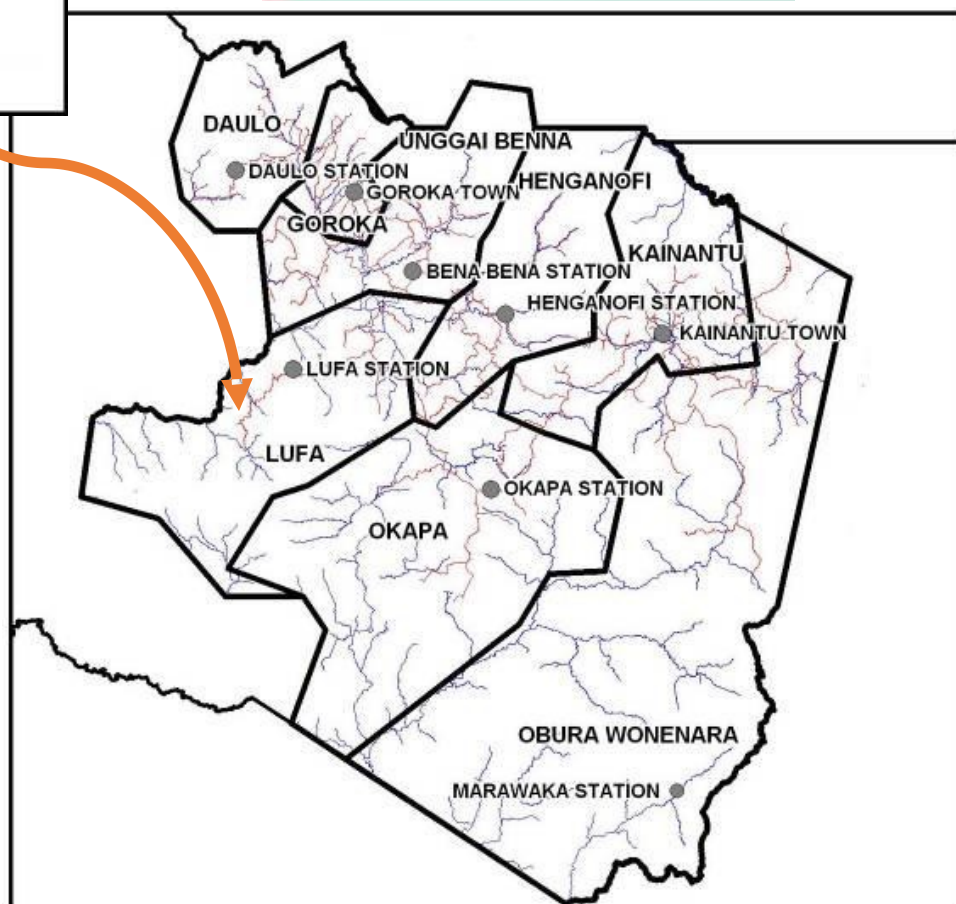 DAULO
UNGGAI BENNA
DAULO STATION
HENGANOFI
GOROKA TOWN
GOROKA
KAINANTU
BENA BENA STATION
HENGANOFI STATION
KAINANTU TOWN
LUFA STATION
LUFA
OKAPA STATION
OKAPA
OBURA WONENARA
MARAWAKA STATION